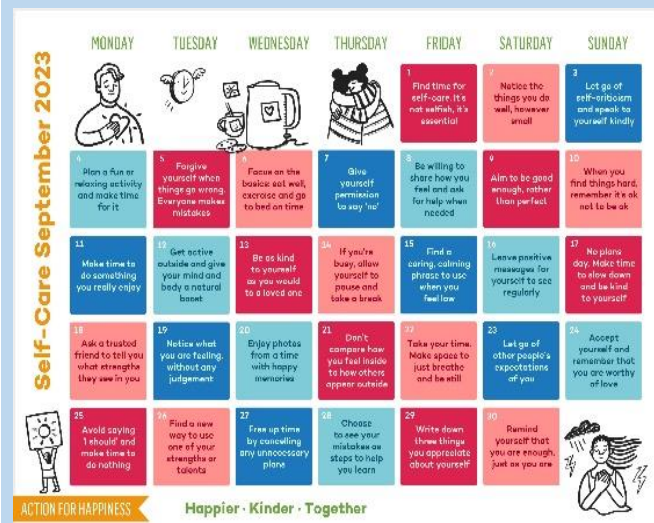 Self-Care September 2023
MONDAY TUESDAY WEDNESDAY THURSDAY FRIDAY SATURDAY SUNDAY
1
Find time for
self-care. It's
not selfish, it's
essential
2
Notice the
things you do
well, however
small
3
Let go of
self-criticism
and speak to
yourself kindly
4
Plan a fun or
relaxing activity
and make time
for it
5
Forgive
yourself when
things go wrong.
Everyone makes
mistakes
6
Focus on the
basics: eat well,
exercise and go
to bed on time
7
Give
yourself
permission
to say 'no'
8
Be willing to
share how you
feel and ask
for help when
needed
9
Aim to be good
enough, rather
than perfect
10
When you
find things hard,
remember it's ok
not to be ok
11
Make time to
do something
you really enjoy
12
Get active
outside and give
your mind and
body a natural
boost
13
Be as kind
to yourself
as you would
to a loved one
14
If you're
busy, allow
yourself to
pause and
take a break
15
Find a
caring, calming
phrase to use
when you
feel low
16
Leave positive
messages for
yourself to see
regularly
17
No plans
day. Make time
to slow down
and be kind
to yourself
18
Ask a trusted
friend to tell you
what strengths
they see in you
19
Notice what
you are feeling,
without any
judgement
20
Enjoy photos
from a time
with happy
memories
21
Don't
compare how
you feel inside
to how others
appear outside
22
Take your time.
Make space to
just breathe
and be still
23
Let go of
other people's
expectations
of you
24
Accept
yourself and
remember that
you are worthy
of love
25
Avoid saying
'I should' and
make time to
do nothing
26
Find a new
way to use
one of your
strengths or
talents
27
Free up time
by cancelling
any unnecessary
plans
28
Choose
to see your
mistakes as
steps to help
you learn
29
Write down
three things
you appreciate
about yourself
30
Remind
yourself that
you are enough,
just as you are
ACTION FOR HAPPINESS
Happier · Kinder · Together